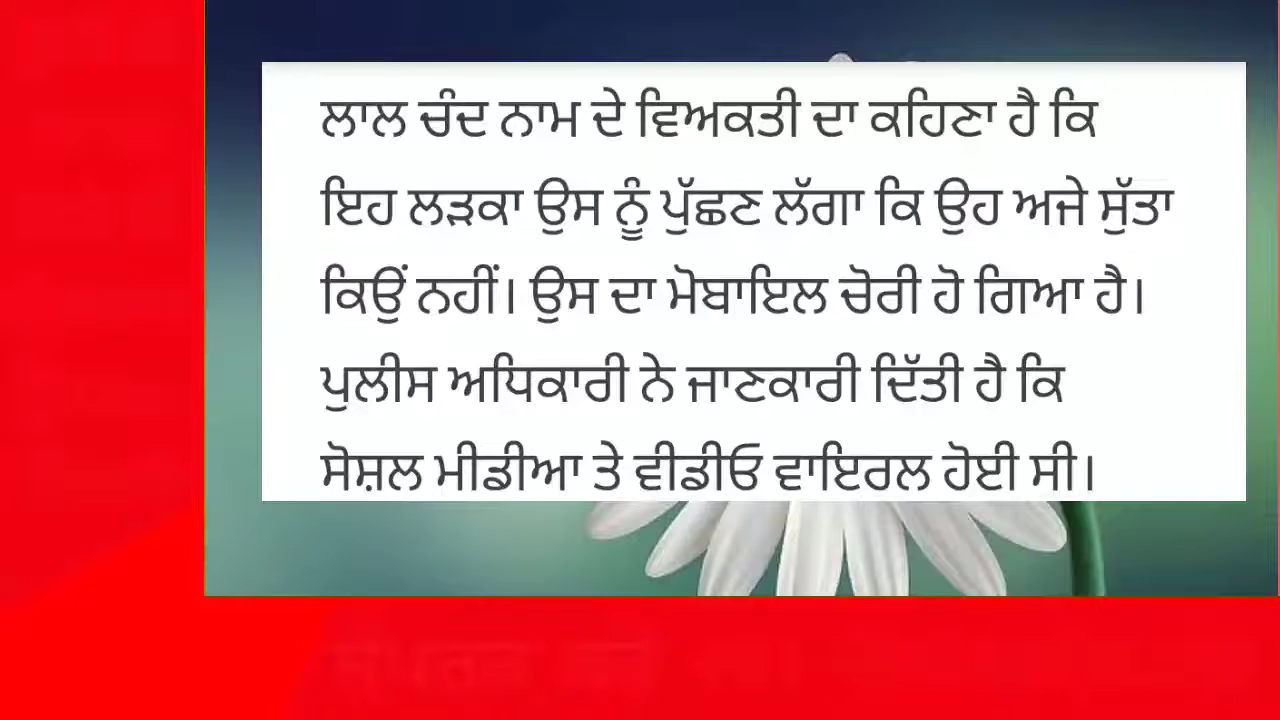 ਲਾਲ ਚੰਦ ਨਾਮ ਦੇ ਵਿਅਕਤੀ ਦਾ ਕਹਿਣਾ ਹੈ ਕਿ
ਇਹ ਲੜਕਾ ਉਸ ਨੂੰ ਪੁੱਛਣ ਲੱਗਾ ਕਿ ਉਹ ਅਜੇ ਸੁੱਤਾ
ਕਿਉਂ ਨਹੀਂ। ਉਸ ਦਾ ਮੋਬਾਇਲ ਚੋਰੀ ਹੋ ਗਿਆ ਹੈ।
ਪੁਲੀਸ ਅਧਿਕਾਰੀ ਨੇ ਜਾਣਕਾਰੀ ਦਿੱਤੀ ਹੈ ਕਿ
ਸੋਸ਼ਲ ਮੀਡੀਆ ਤੇ ਵੀਡੀਓ ਵਾਇਰਲ ਹੋਈ ਸੀ।